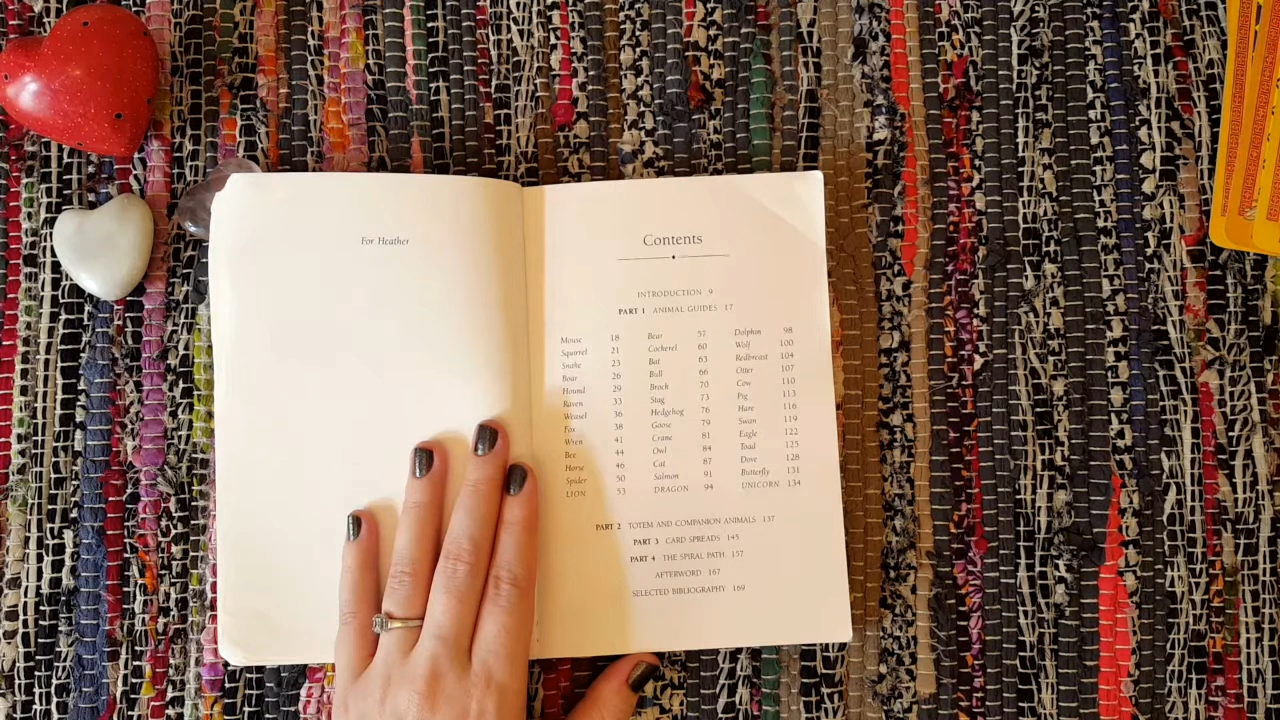 For Heather
Contents
INTRODUCTION 9
PART 1 ANIMAL GUIDES 17
Mouse 18
Squirrel 21
Snake 23
Boar 26
Hound 29
Raven 33
Weasel 36
Fox 38
Wren 41
Bee 44
Horse 46
Spider 50
LION 53
Bear 57
Cockerel 60
Bat 63
Bull 66
Brock 70
Stag 73
Hedgehog 76
Goose 79
Crane 81
Owl 84
Cat 87
Salmon 91
DRAGON 94
Dolphin 98
Wolf 100
Redbreast 104
Otter 107
Cow 110
Pig 113
Hare 116
Swan 119
Eagle 122
Toad 125
Dove 128
Butterfly 131
UNICORN 134
PART 2 TOTEM AND COMPANION ANIMALS 137
PART 3 CARD SPREADS 145
PART 4 THE SPIRAL PATH 157
AFTERWORD 167
SELECTED BIBLIOGRAPHY 169